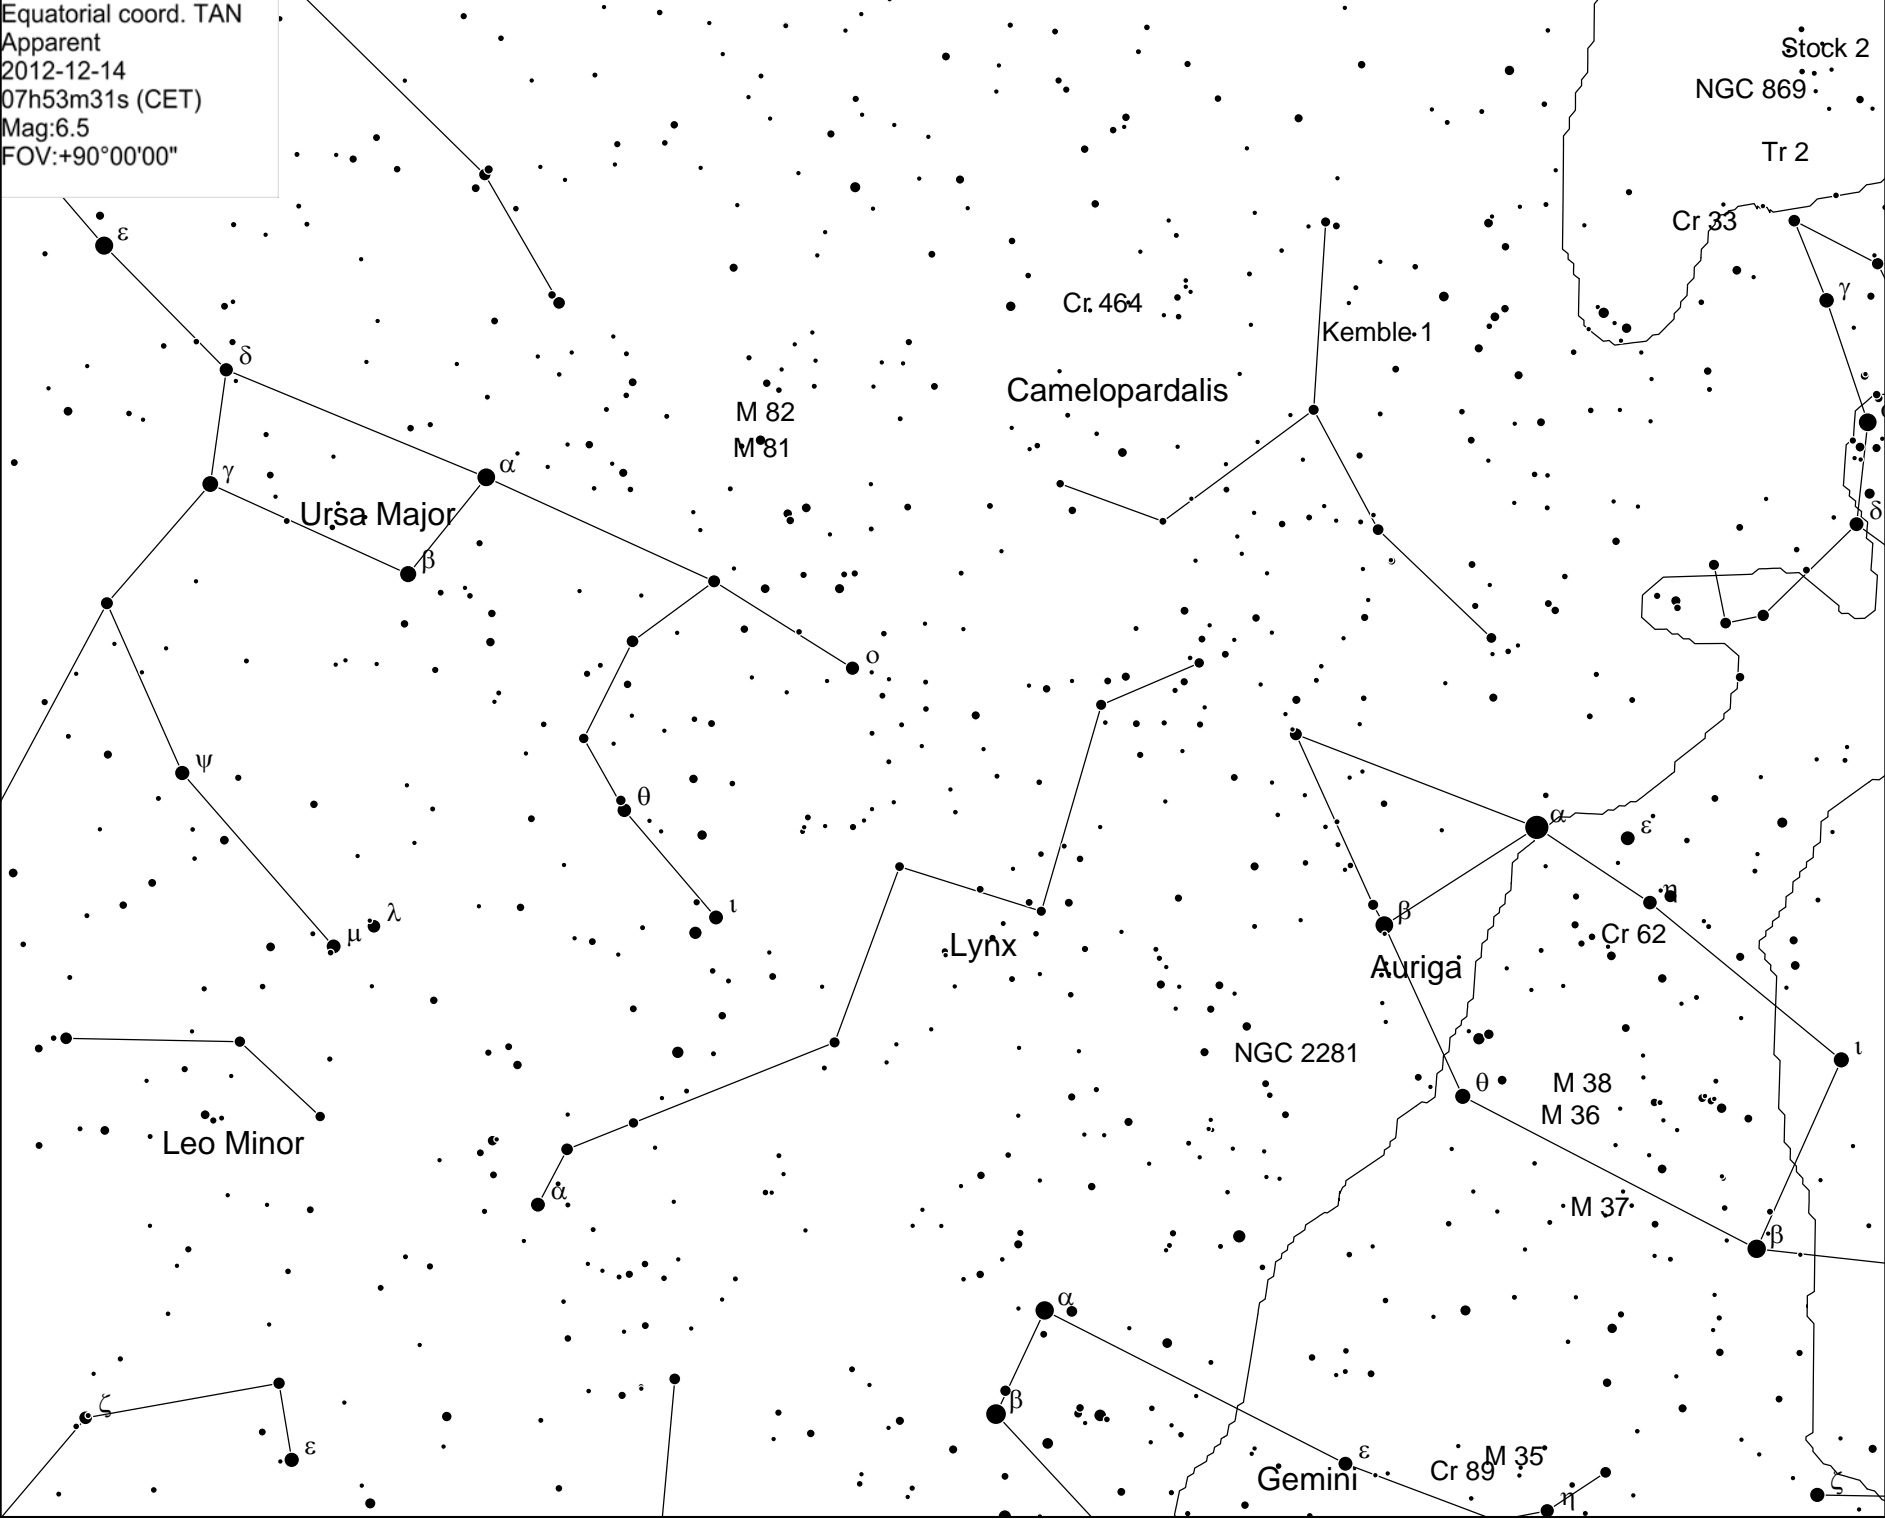 Equatorial coord. TAN
Apparent
2012-12-14
07h53m31s (CET)
Mag:6.5
FOV:+90°00'00"
Stock 2
NGC 869
Tr 2
Cr 33
ε
γ
Cr. 464
Kemble 1
δ
Camelopardalis
M 82
M 81
γ
α
Ursa Major
δ
β
ο
ψ
θ
α
ε
η
λ
ι
β
μ
Cr 62
Lynx
Auriga
NGC 2281
ι
θ
M 38
M 36
Leo Minor
α
M 37
β
α
ζ
β
ε
ε
M 35
Cr 89
Gemini
ζ
η